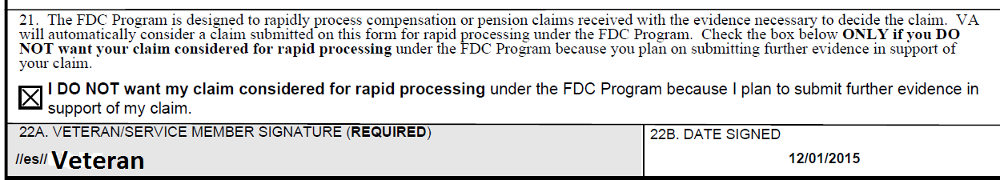 21.  The FDC Program is designed to rapidly process compensation or pension claims received with the evidence necessary to decide the claim.  VA
will automatically consider a claim submitted on this form for rapid processing under the FDC Program.  Check the box below ONLY if you DO
NOT want your claim considered for rapid processing under the FDC Program because you plan on submitting further evidence in support of
your claim.
I DO NOT want my claim considered for rapid processing under the FDC Program because I plan to submit further evidence in
support of my claim.
22A. VETERAN/SERVICE MEMBER SIGNATURE (REQUIRED)
//es// Veteran
22B. DATE SIGNED
12/01/2015